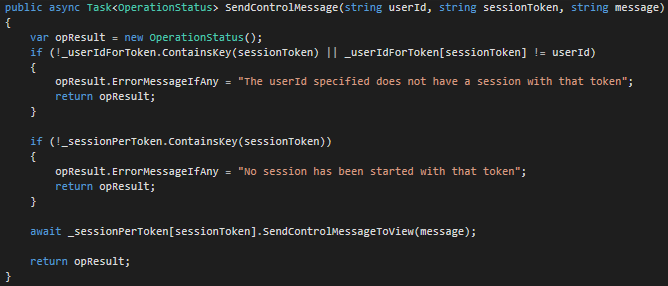 public async Task<OperationStatus> SendControlMessage(string userId, string sessionToken, string message)
{
    var opResult = new OperationStatus();
    if (!_userIdForToken.ContainsKey(sessionToken) || _userIdForToken[sessionToken] != userId)
    {
        opResult.ErrorMessageIfAny = "The userId specified does not have a session with that token";
        return opResult;
    }

    if (!_sessionPerToken.ContainsKey(sessionToken))
    {
        opResult.ErrorMessageIfAny = "No session has been started with that token";
        return opResult;
    }

    await _sessionPerToken[sessionToken].SendControlMessageToView(message);

    return opResult;
}